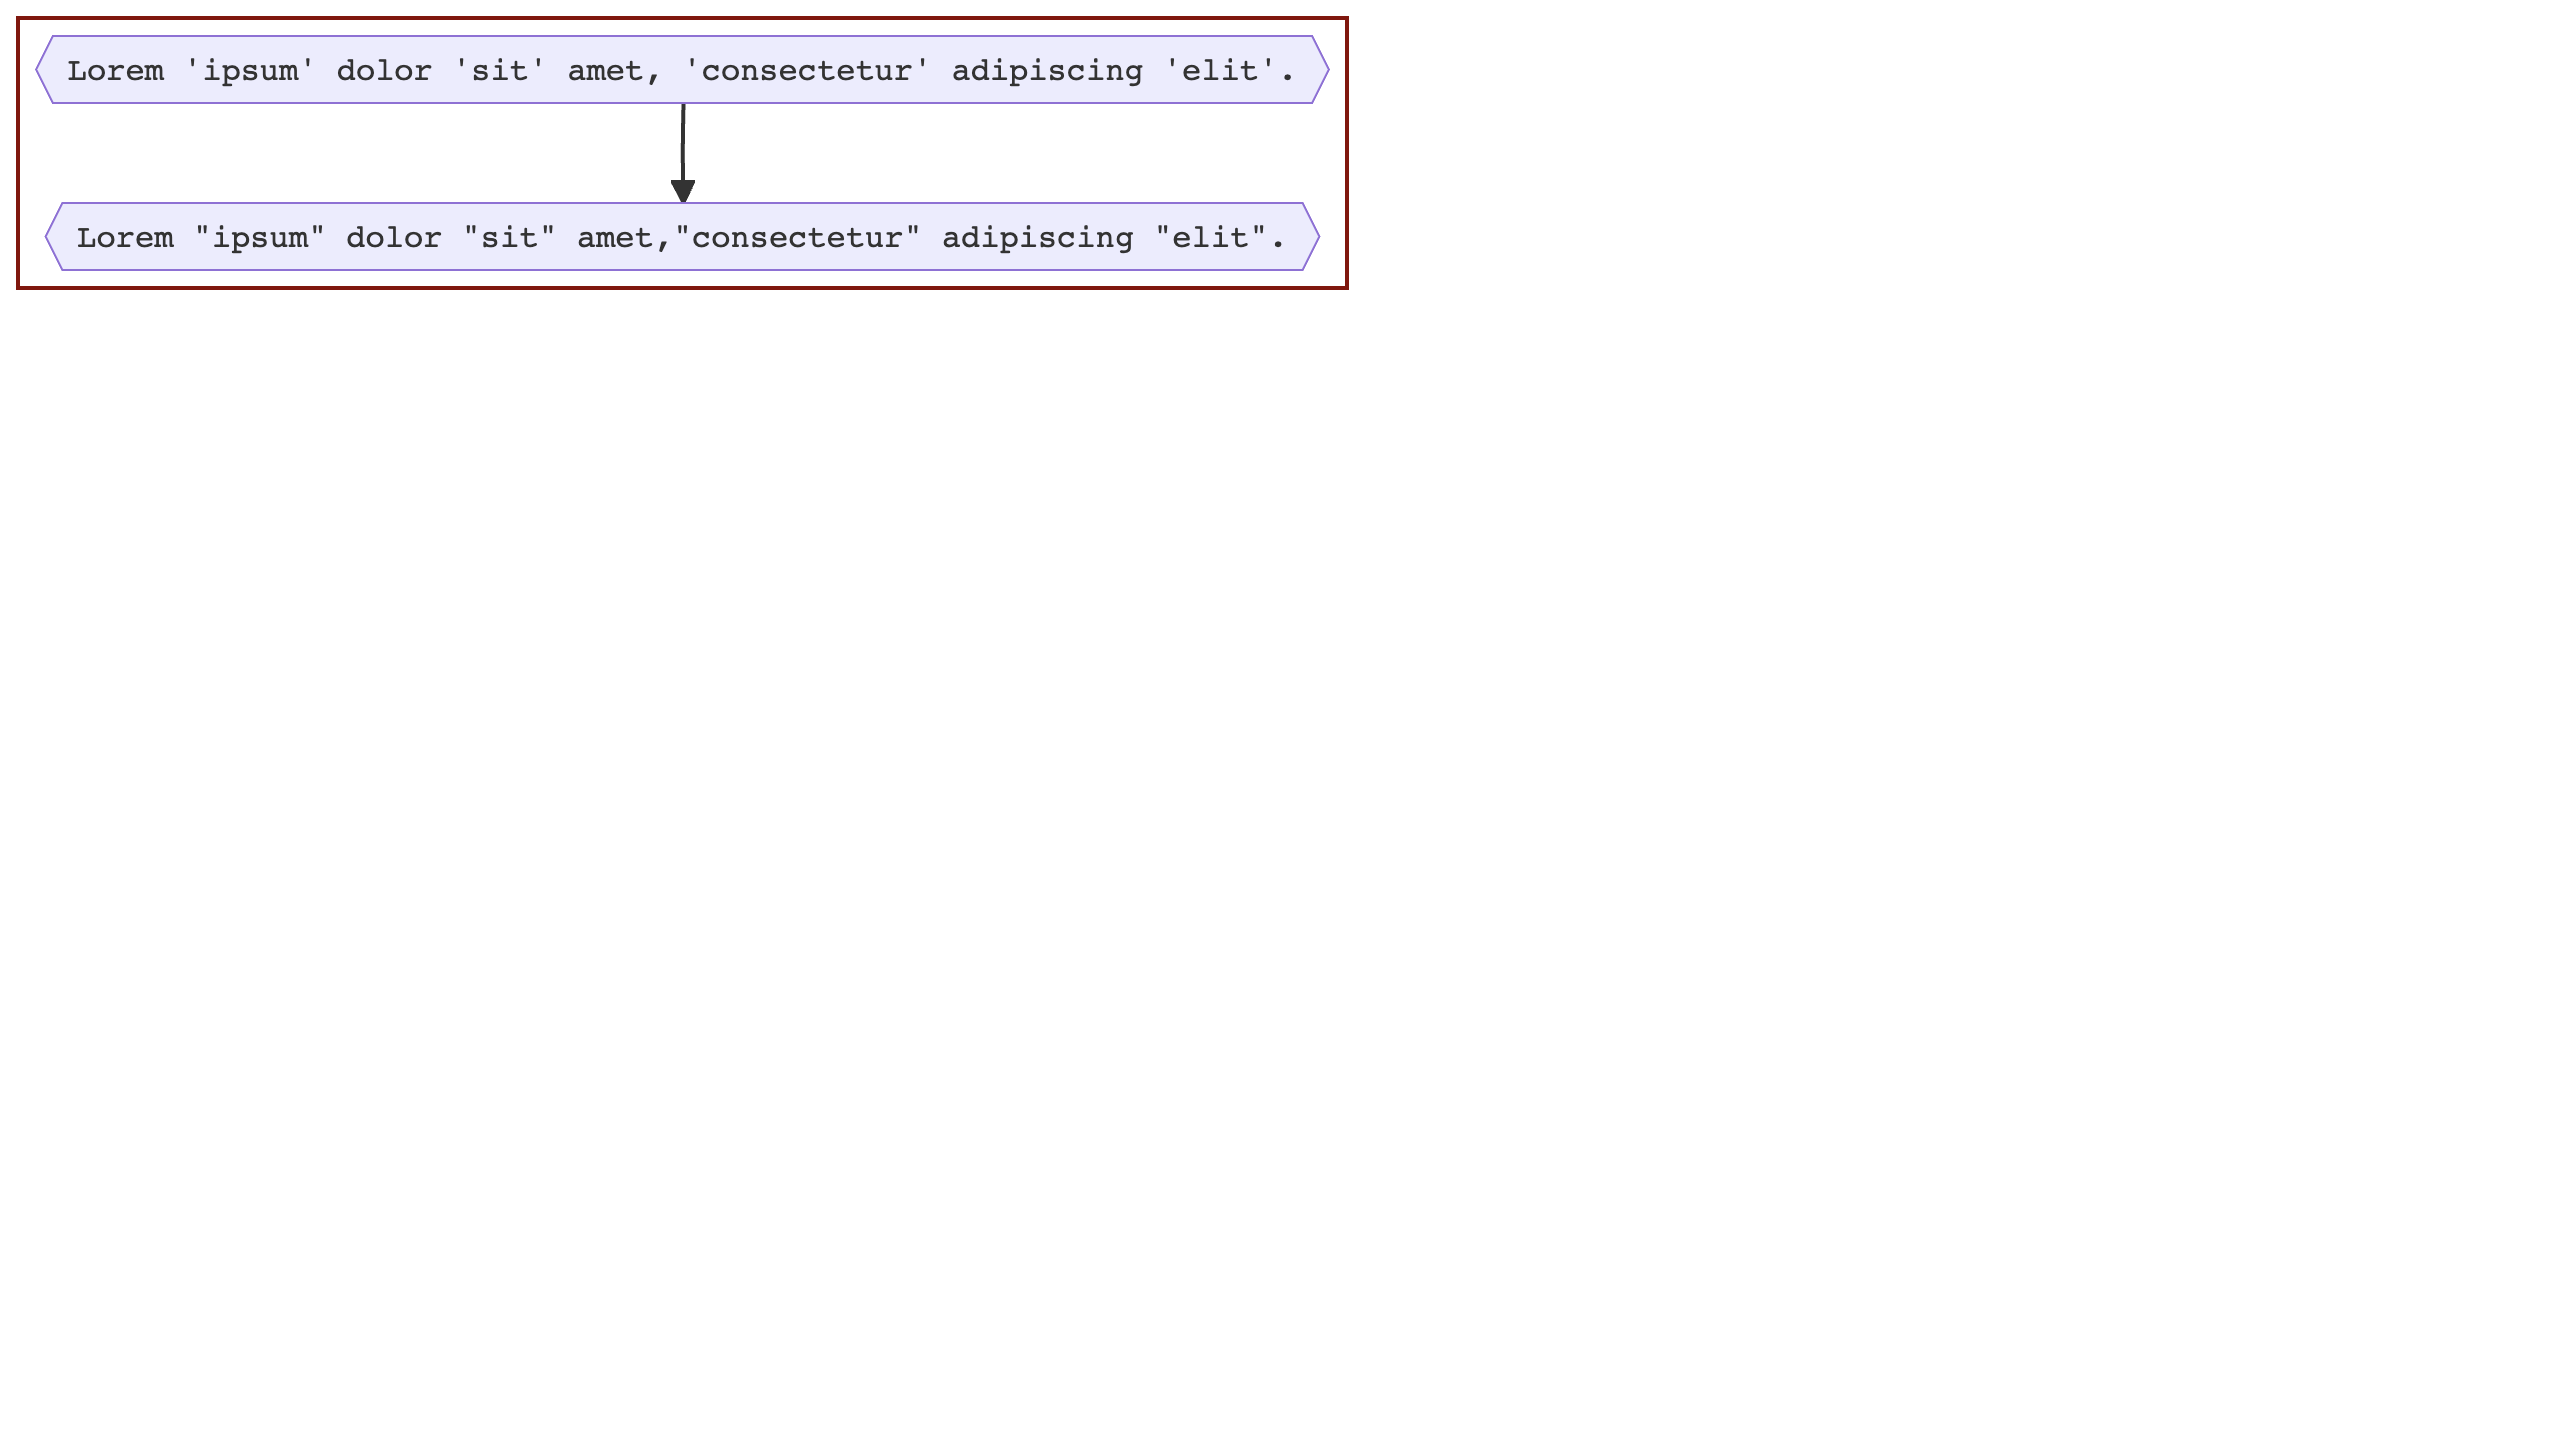 Lorem 'ipsum' dolor 'sit' amet, 'consectetur' adipiscing 'elit'.
Lorem "ipsum" dolor "sit" amet,"consectetur" adipiscing "elit".